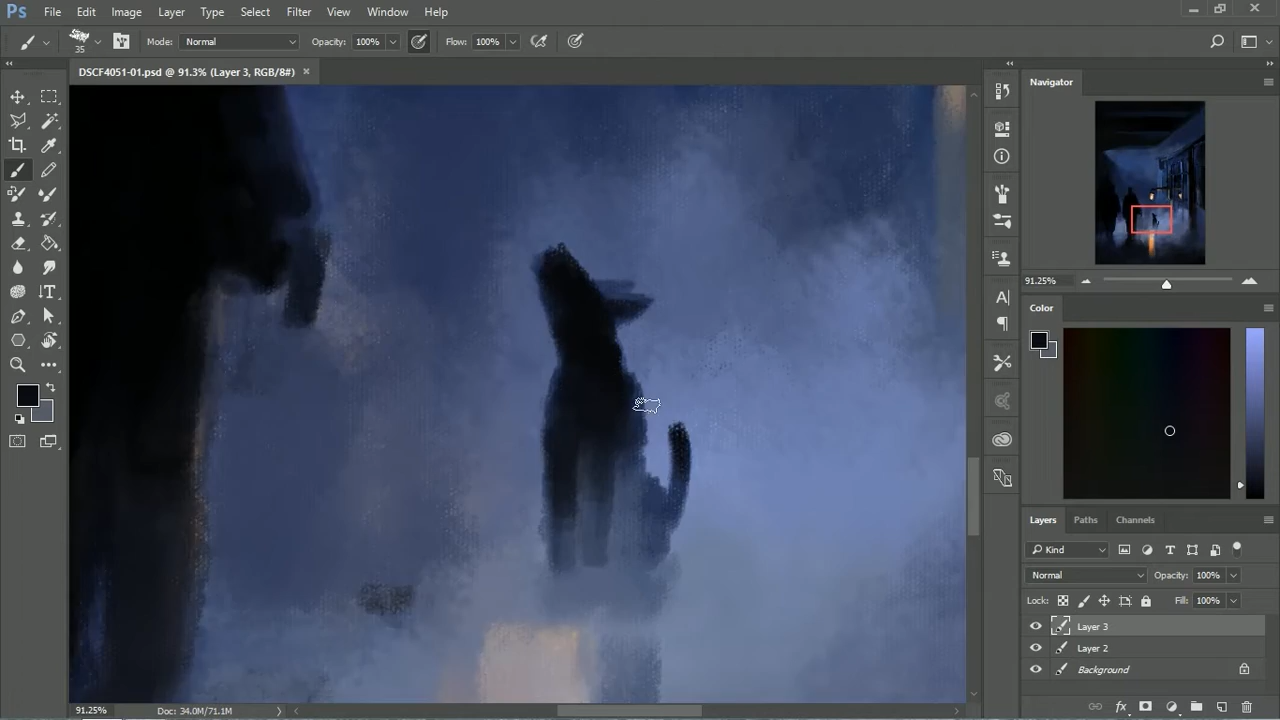 Ps File Edit Image Layer Type Select Filter View Window Help
35 Mode: Normal Opacity: 100% Flow: 100%
DSCF4051-01.psd @ 91.3% (Layer 3, RGB/8#) ×
Navigator
91.25%
Color
Layers Paths Channels
Kind
Normal Opacity: 100%
Lock: Fill: 100%
Layer 3
Layer 2
Background
91.25% Doc: 34.0M/71.1M